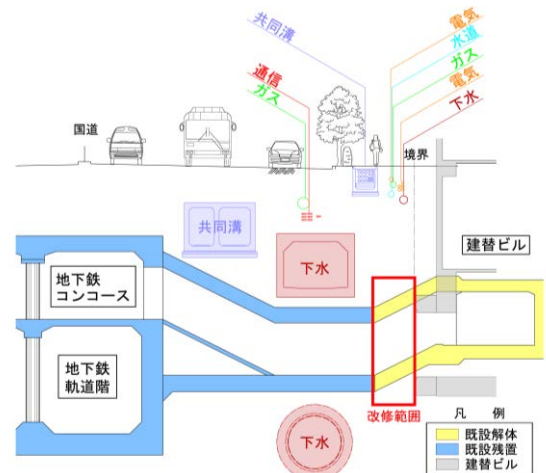 電気
共同溝
水道
ガス
通信
電気
ガス
下水
国道
境界
共同溝
建替ビル
下水
地下鉄
コンコース
地下鉄
軌道階
改修範囲
下水
凡 例
既設解体
既設残置
建替ビル